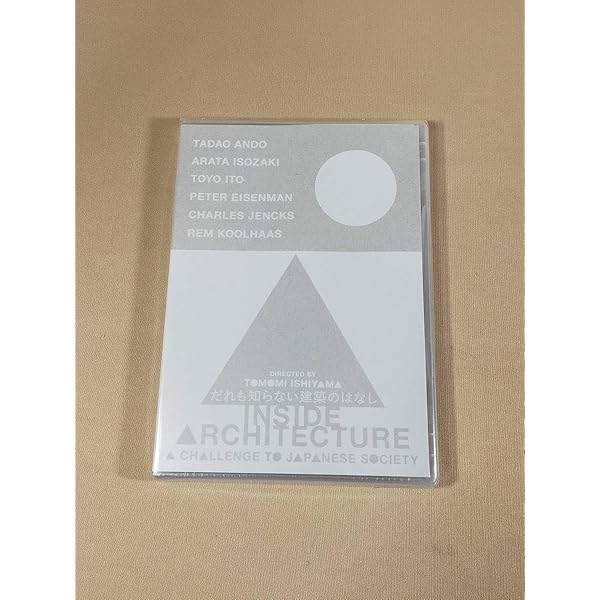 TADAO ANDO
ARATA ISOZAKI
TOYO ITO
PETER EISENMAN
CHARLES JENCKS
REM KOOLHAAS
DIRECTED BY
TOMOMI ISHIYAMA
だれも知らない建築のはなし
INSIDE
ARCHITECTURE
A CHALLENGE TO JAPANESE SOCIETY